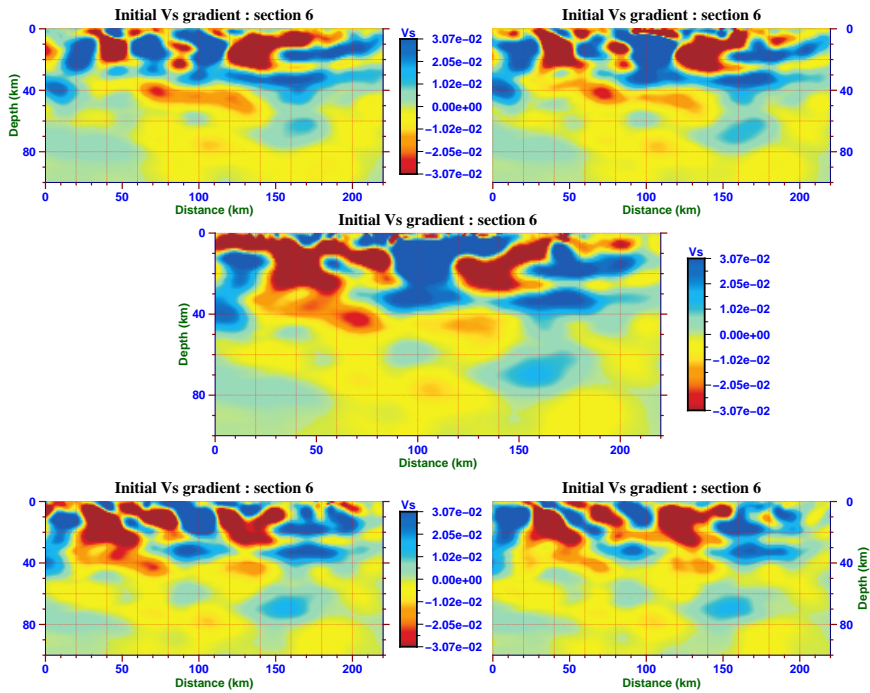 Initial Vs gradient : section 6
Initial Vs gradient : section 6
0
40
80
Depth (km)
0 50 100 150 200
Distance (km)
Vs
3.07e-02
2.05e-02
1.02e-02
0.00e+00
-1.02e-02
-2.05e-02
-3.07e-02
0
40
80
0 50 100 150 200
Distance (km)
Initial Vs gradient : section 6
0
40
80
Depth (km)
0 50 100 150 200
Distance (km)
Vs
3.07e-02
2.05e-02
1.02e-02
0.00e+00
-1.02e-02
-2.05e-02
-3.07e-02
Initial Vs gradient : section 6
Initial Vs gradient : section 6
0
40
80
0 50 100 150 200
Distance (km)
Vs
3.07e-02
2.05e-02
1.02e-02
0.00e+00
-1.02e-02
-2.05e-02
-3.07e-02
0
40
80
Depth (km)
0 50 100 150 200
Distance (km)